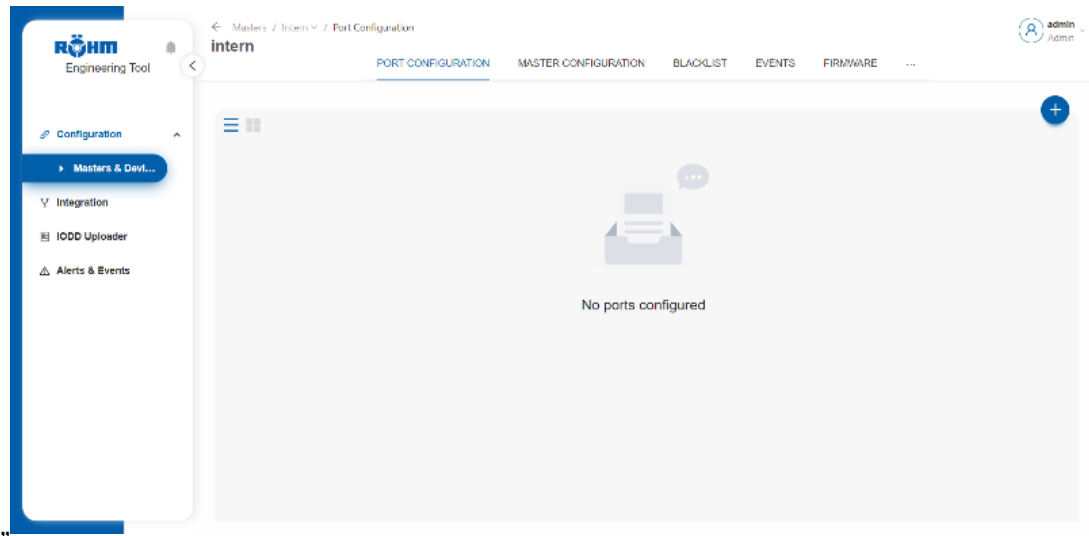 ← Masters / Intern / Port Configuration
intern
admin
Admin
RÖHM
Engineering Tool
PORT CONFIGURATION MASTER CONFIGURATION BLACKLIST EVENTS FIRMWARE ...
Configuration
Masters & Devi...
Integration
IODD Uploader
Alerts & Events
No ports configured
"